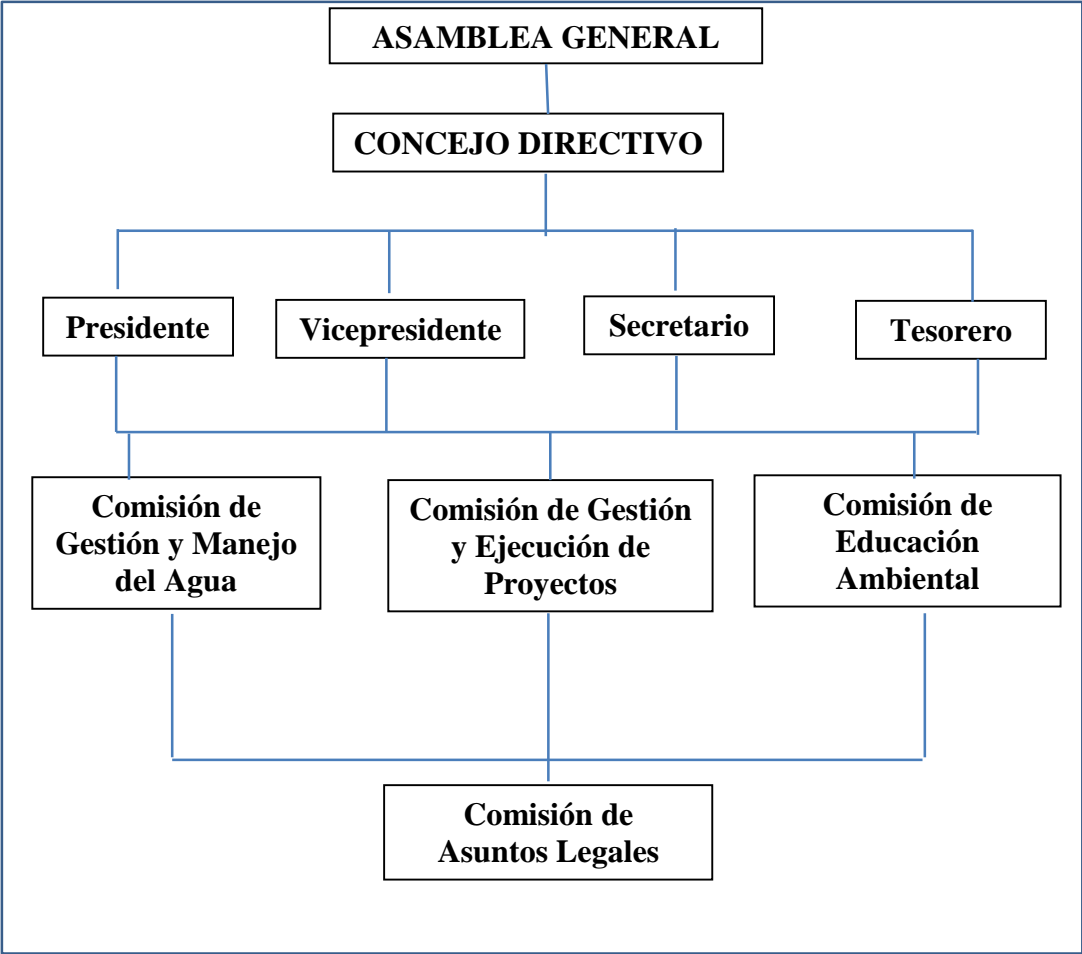 ASAMBLEA GENERAL
CONCEJO DIRECTIVO
Presidente
Vicepresidente
Secretario
Tesorero
Comisión de
Gestión y Manejo
del Agua
Comisión de Gestión
y Ejecución de
Proyectos
Comisión de
Educación
Ambiental
Comisión de
Asuntos Legales